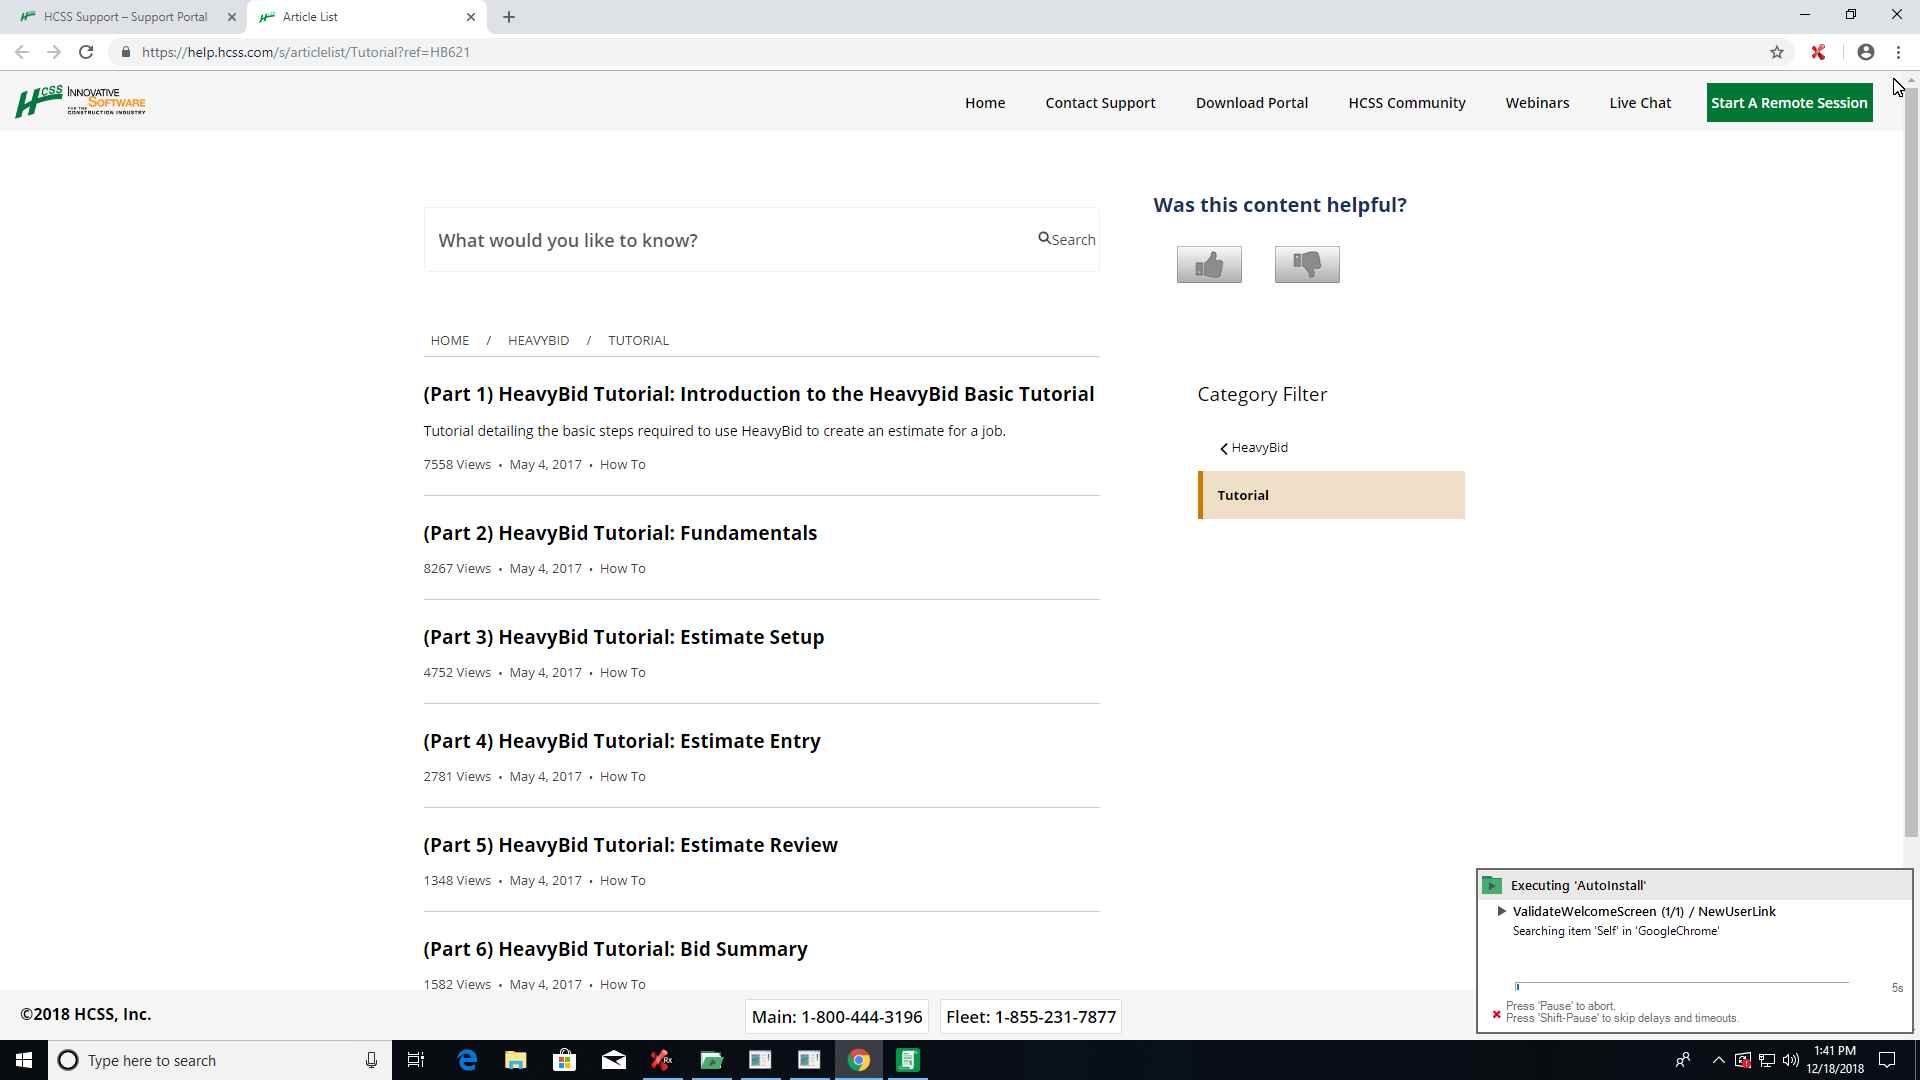 HCSS Support – Support Portal
Article List
https://help.hcss.com/s/articlelist/Tutorial?ref=HB621
HCSS INNOVATIVE
SOFTWARE
FOR THE
CONSTRUCTION INDUSTRY
Home
Contact Support
Download Portal
HCSS Community
Webinars
Live Chat
Start A Remote Session
What would you like to know?
Search
Was this content helpful?
HOME / HEAVYBID / TUTORIAL
(Part 1) HeavyBid Tutorial: Introduction to the HeavyBid Basic Tutorial
Tutorial detailing the basic steps required to use HeavyBid to create an estimate for a job.
7558 Views • May 4, 2017 • How To
(Part 2) HeavyBid Tutorial: Fundamentals
8267 Views • May 4, 2017 • How To
(Part 3) HeavyBid Tutorial: Estimate Setup
4752 Views • May 4, 2017 • How To
(Part 4) HeavyBid Tutorial: Estimate Entry
2781 Views • May 4, 2017 • How To
(Part 5) HeavyBid Tutorial: Estimate Review
1348 Views • May 4, 2017 • How To
(Part 6) HeavyBid Tutorial: Bid Summary
1582 Views • May 4, 2017 • How To
Category Filter
HeavyBid
Tutorial
Executing 'AutoInstall'
ValidateWelcomeScreen (1/1) / NewUserLink
Searching item 'Self' in 'GoogleChrome'
5s
Press 'Pause' to abort.
Press 'Shift-Pause' to skip delays and timeouts.
©2018 HCSS, Inc.
Main: 1-800-444-3196
Fleet: 1-855-231-7877
Type here to search
1:41 PM
12/18/2018